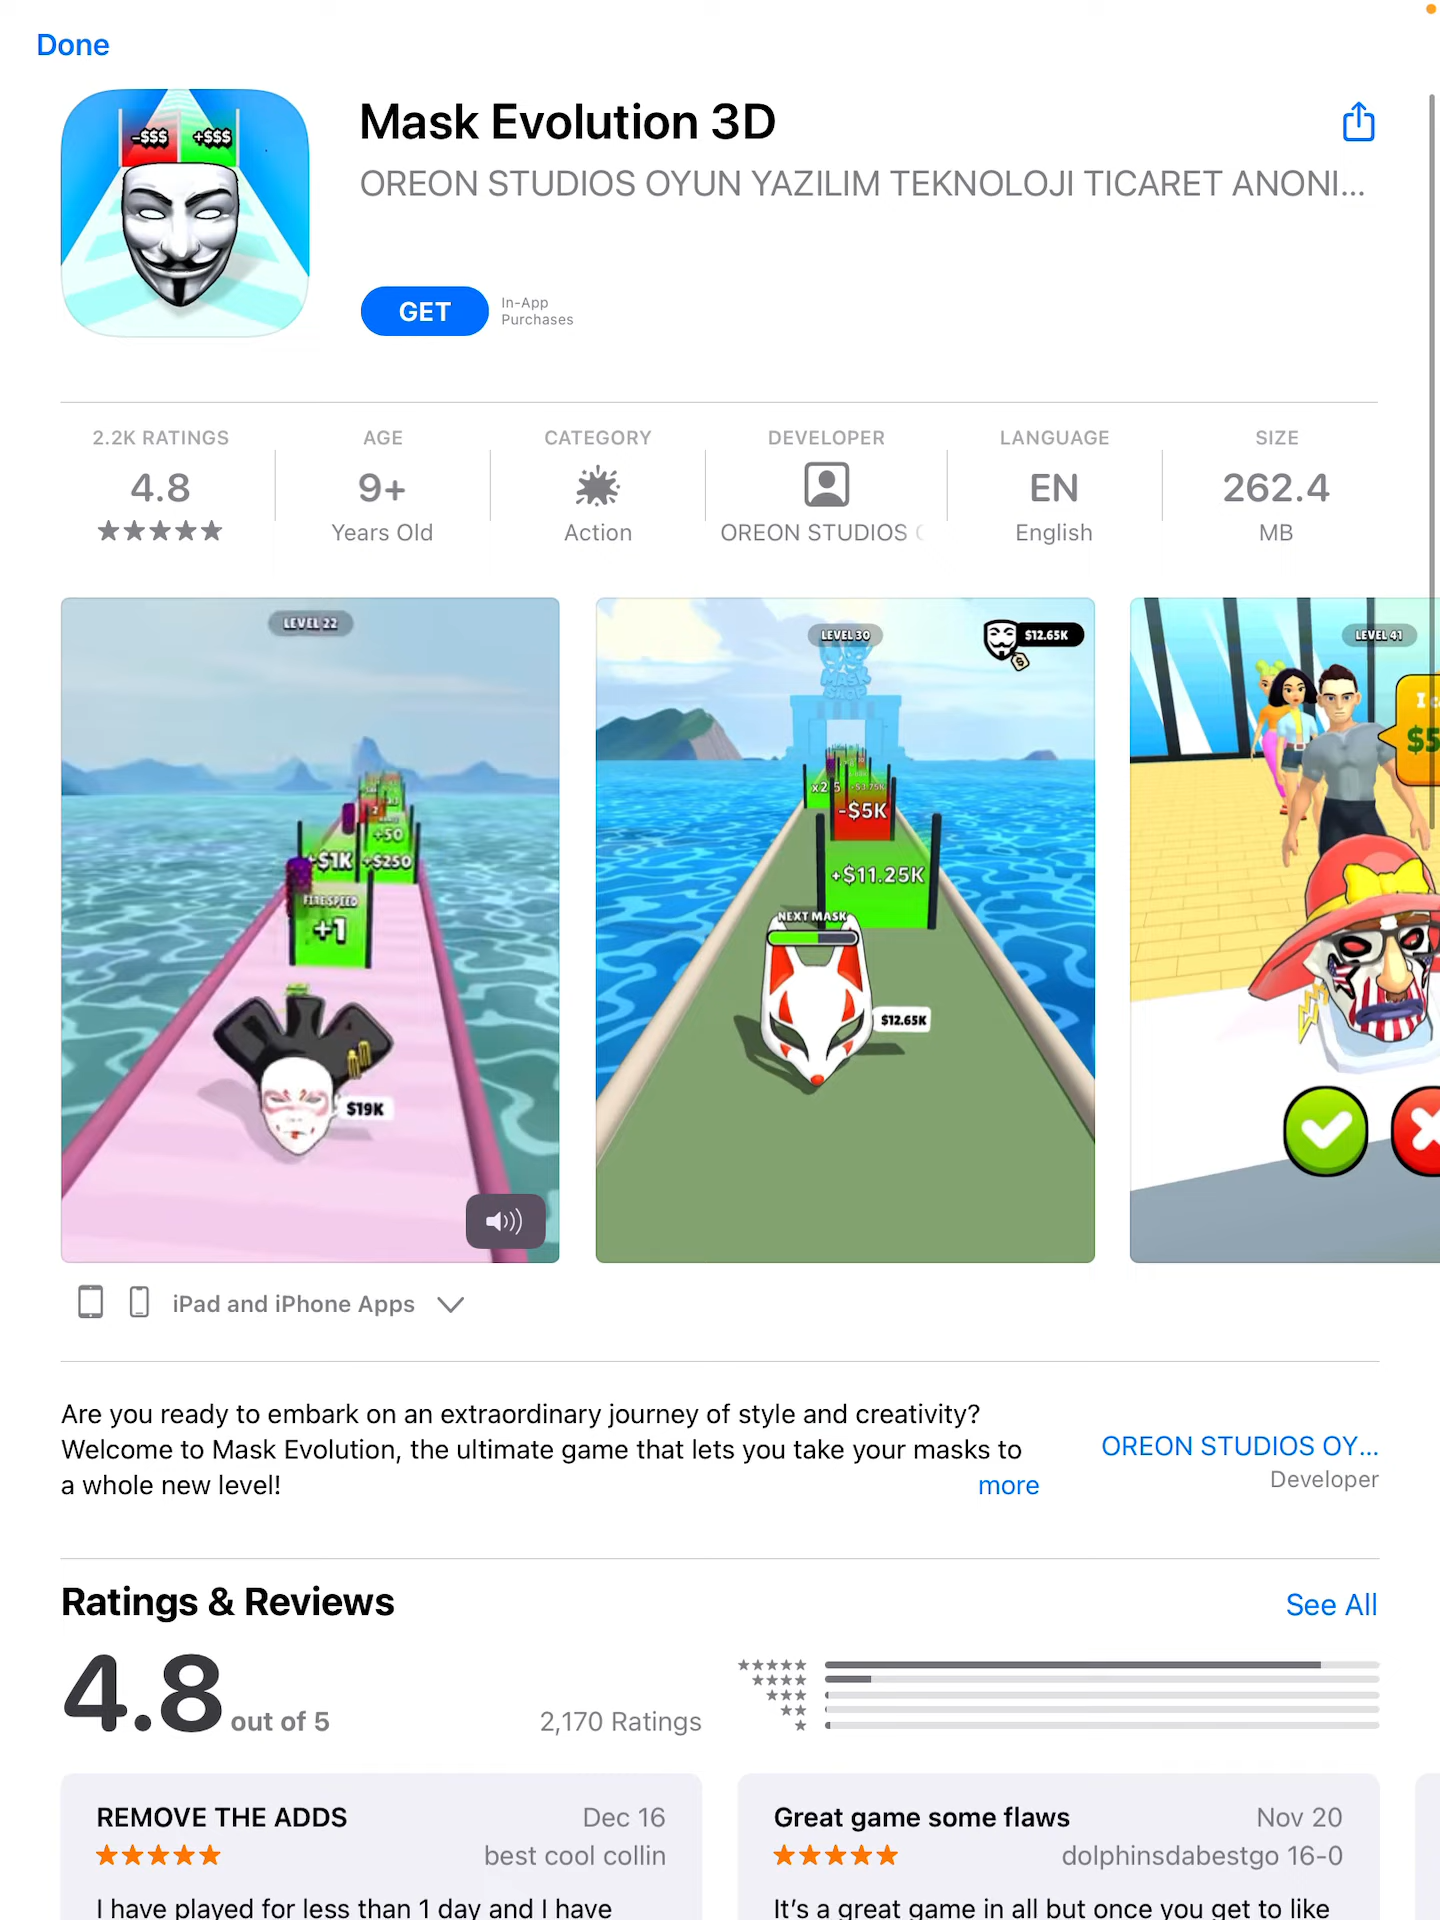 Done
-$$$ +$$$
Mask Evolution 3D
OREON STUDIOS OYUN YAZILIM TEKNOLOJI TICARET ANONI...
GET
In-App
Purchases
2.2K RATINGS
4.8
AGE
9+
Years Old
CATEGORY
Action
DEVELOPER
OREON STUDIOS
LANGUAGE
EN
English
SIZE
262.4
MB
LEVEL 22
+50
+$1K +$250
FIRE SPEED
+1
$19K
LEVEL 30
$12.65K
MASK
SHOP
-$5K
+$11.25K
NEXT MASK
$12.65K
LEVEL 41
I
$5
iPad and iPhone Apps
Are you ready to embark on an extraordinary journey of style and creativity?
Welcome to Mask Evolution, the ultimate game that lets you take your masks to
a whole new level!
more
OREON STUDIOS OY...
Developer
Ratings & Reviews
See All
4.8 out of 5
2,170 Ratings
REMOVE THE ADDS
Dec 16
best cool collin
I have played for less than 1 day and I have
Great game some flaws
Nov 20
dolphinsdabestgo 16-0
It's a great game in all but once you get to like